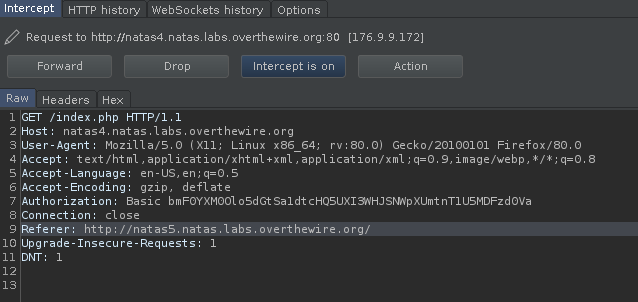 Intercept HTTP history WebSockets history Options
Request to http://natas4.natas.labs.overthewire.org:80 [176.9.9.172]
Forward Drop Intercept is on Action
Raw Headers Hex
1 GET /index.php HTTP/1.1
2 Host: natas4.natas.labs.overthewire.org
3 User-Agent: Mozilla/5.0 (X11; Linux x86_64; rv:80.0) Gecko/20100101 Firefox/80.0
4 Accept: text/html,application/xhtml+xml,application/xml;q=0.9,image/webp,*/*;q=0.8
5 Accept-Language: en-US,en;q=0.5
6 Accept-Encoding: gzip, deflate
7 Authorization: Basic
8 Connection: close
9 Referer: http://natas5.natas.labs.overthewire.org/
10 Upgrade-Insecure-Requests: 1
11 DNT: 1
12
13